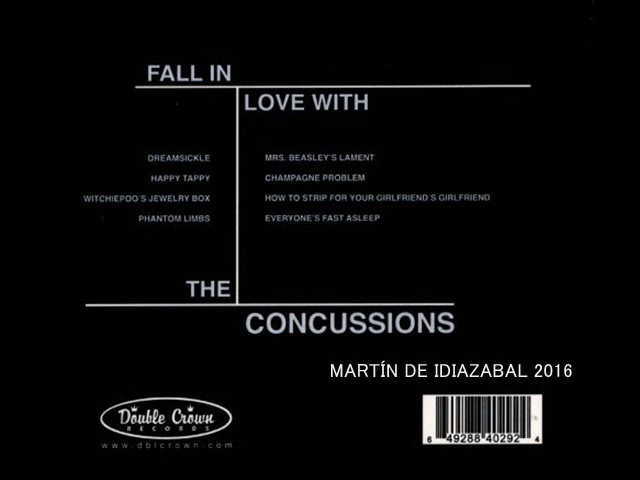 FALL IN
LOVE WITH
DREAMSICKLE
HAPPY TAPPY
WITCHIEPOO'S JEWELRY BOX
PHANTOM LIMBS
MRS. BEASLEY'S LAMENT
CHAMPAGNE PROBLEM
HOW TO STRIP FOR YOUR GIRLFRIEND'S GIRLFRIEND
EVERYONE'S FAST ASLEEP
THE
CONCUSSIONS
MARTÍN DE IDIAZABAL 2016
Double Crown
RECORDS
www.dblcrown.com
6 49288 40292 4